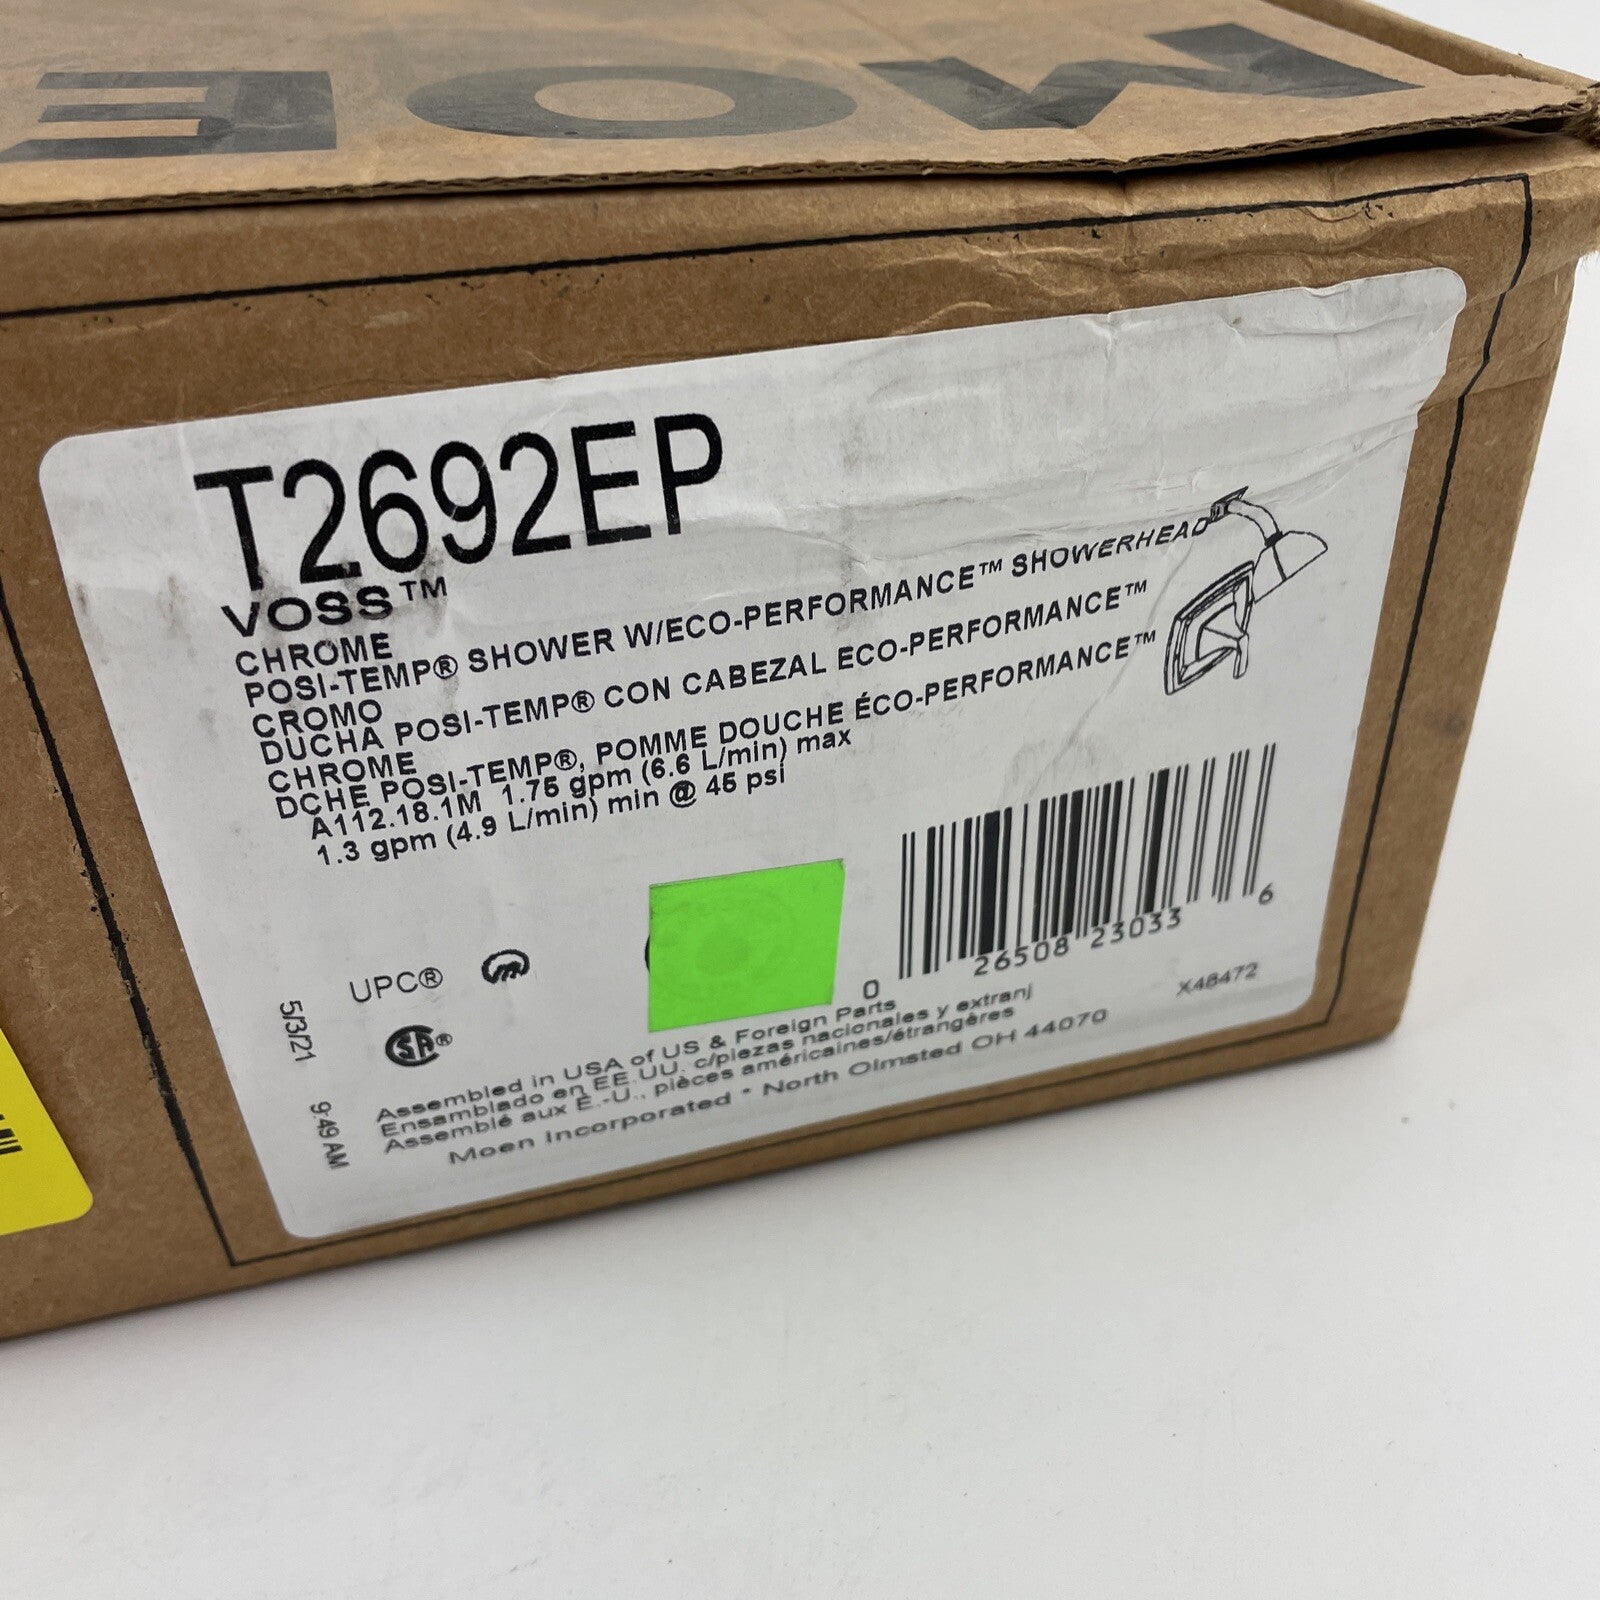 MOE
T2692EP
VOSS™
CHROME
POSI-TEMP® SHOWER W/ECO-PERFORMANCE™ SHOWERHEAD
CROMO
DUCHA POSI-TEMP® CON CABEZAL ECO-PERFORMANCE™
CHROME
DCHE POSI-TEMP®, POMME DOUCHE ÉCO-PERFORMANCE™
A112.18.1M 1.75 gpm (6.6 L/min) max
1.3 gpm (4.9 L/min) min @ 45 psi
UPC®
SA®
0 26508 23033 6
X48472
5/3/21 9:49 AM
Assembled in USA of US & Foreign Parts
Ensamblado en EE.UU. c/piezas nacionales y extranj
Assemblé aux É.-U., pièces américaines/étrangères
Moen Incorporated • North Olmsted OH 44070